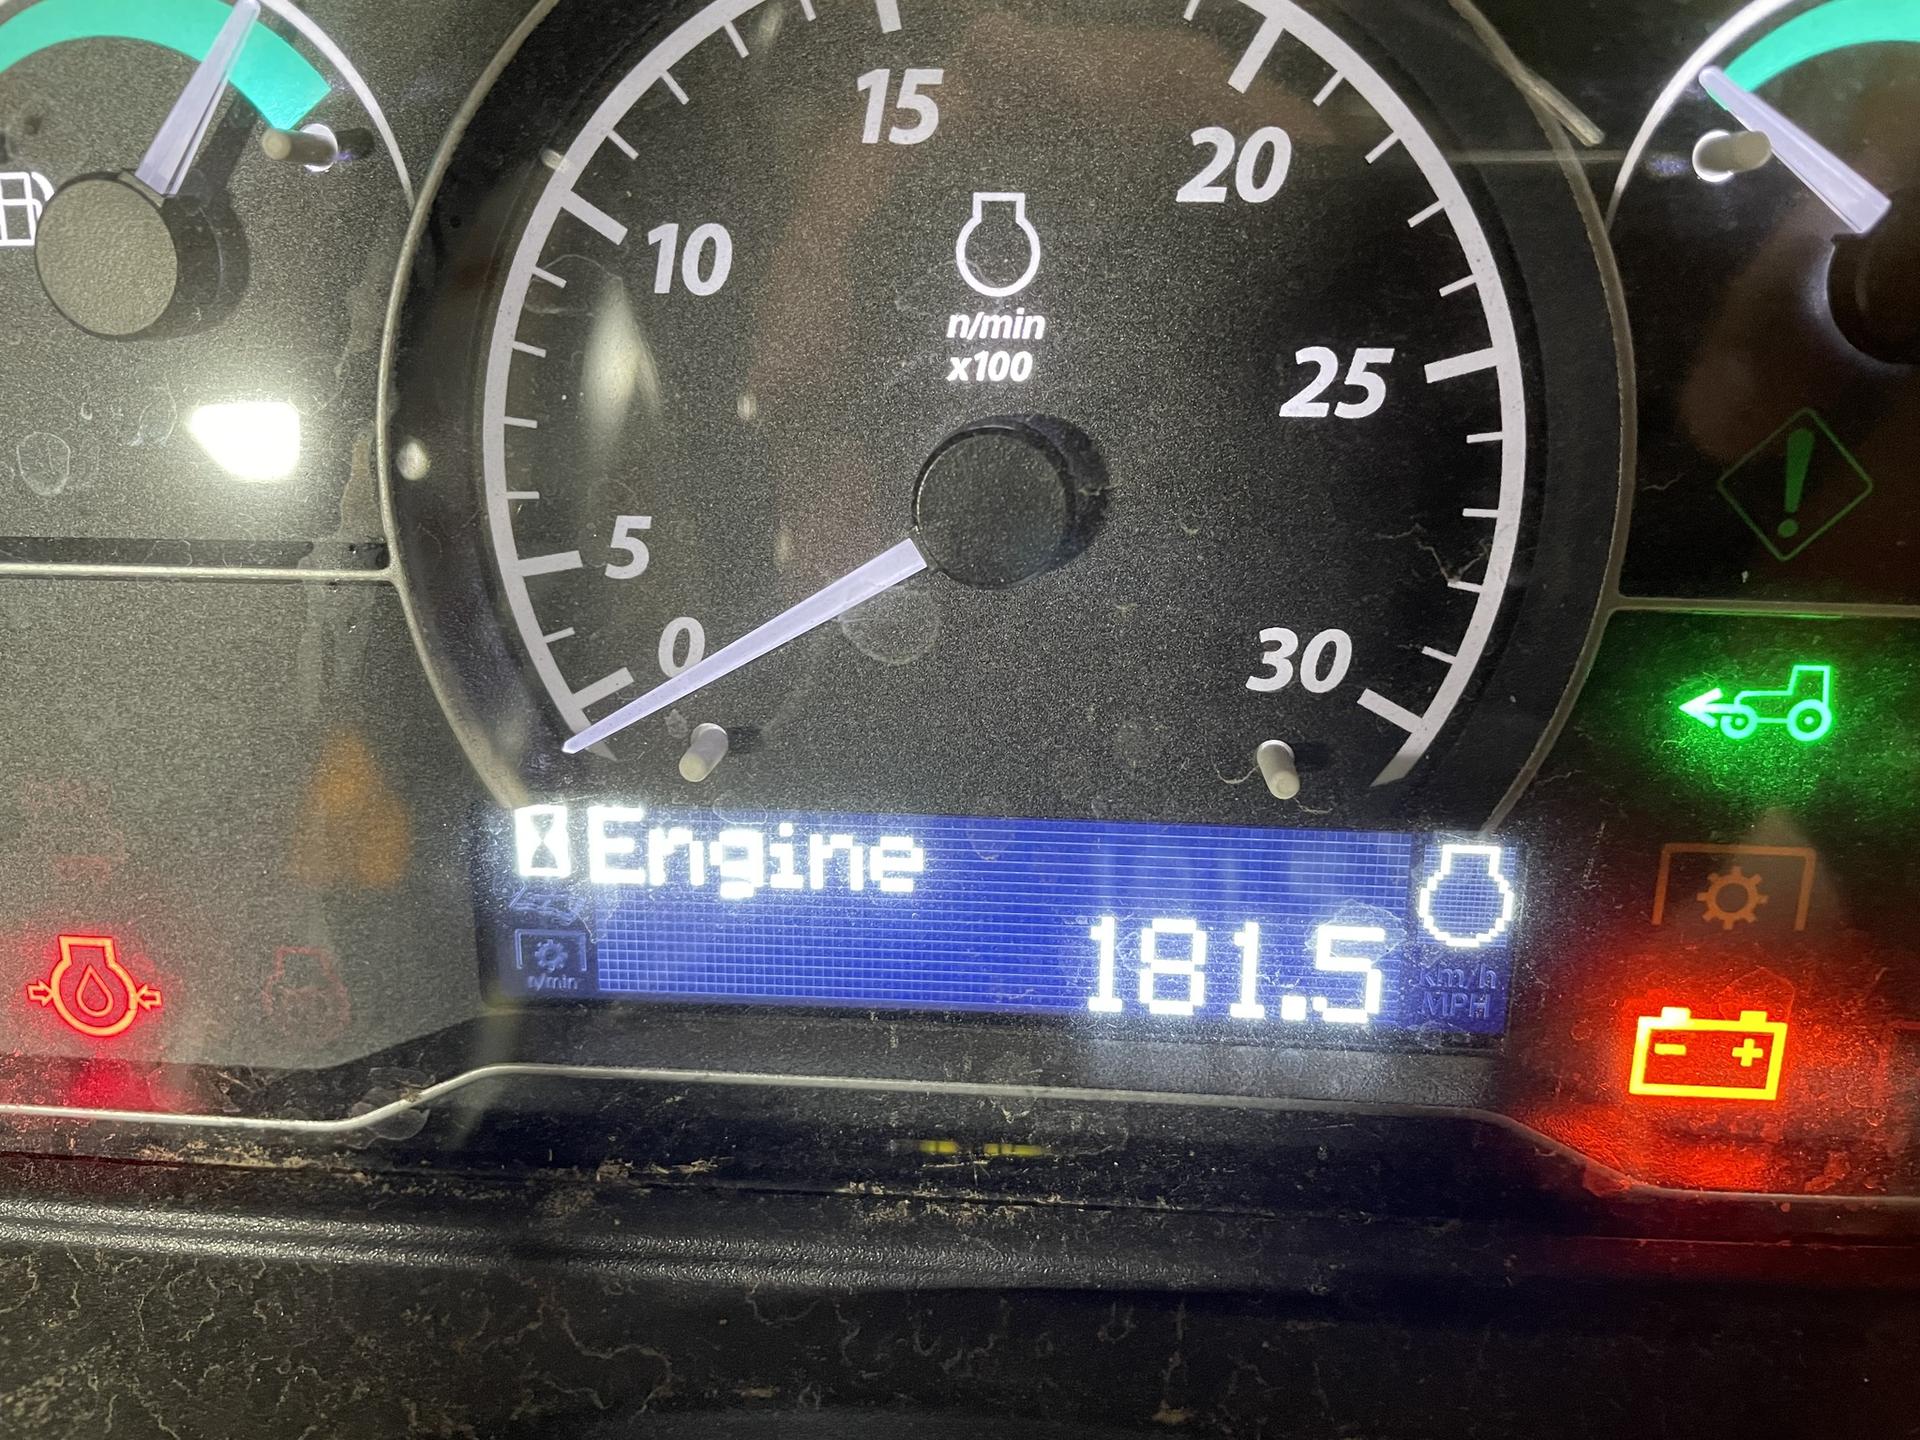 15
20
10
n/min
x100
25
5
0
30
Engine
181.5
n/min
km/h
MPH
- +